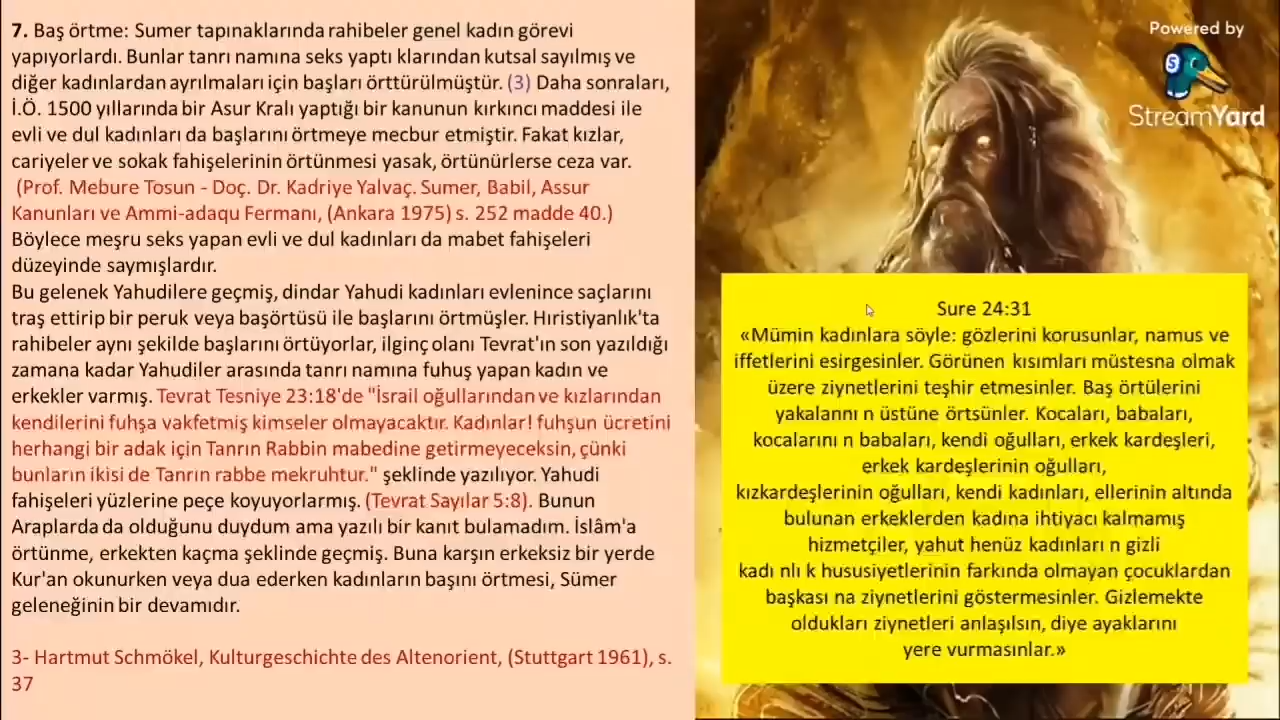 7. Baş örtme: Sumer tapınaklarında rahibeler genel kadın görevi
yapıyorlardı. Bunlar tanrı namına seks yaptı klarından kutsal sayılmış ve
diğer kadınlardan ayrılmaları için başları örttürülmüştür. (3) Daha sonraları,
İ.Ö. 1500 yıllarında bir Asur Kralı yaptığı bir kanunun kırkıncı maddesi ile
evli ve dul kadınları da başlarını örtmeye mecbur etmiştir. Fakat kızlar,
cariyeler ve sokak fahişelerinin örtünmesi yasak, örtünürlerse ceza var.
(Prof. Mebure Tosun - Doç. Dr. Kadriye Yalvaç. Sumer, Babil, Assur
Kanunları ve Ammi-adaqu Fermanı, (Ankara 1975) s. 252 madde 40.)
Böylece meşru seks yapan evli ve dul kadınları da mabet fahişeleri
düzeyinde saymışlardır.
Bu gelenek Yahudilere geçmiş, dindar Yahudi kadınları evlenince saçlarını
traş ettirip bir peruk veya başörtüsü ile başlarını örtmüşler. Hıristiyanlık'ta
rahibeler aynı şekilde başlarını örtüyorlar, ilginç olanı Tevrat'ın son yazıldığı
zamana kadar Yahudiler arasında tanrı namına fuhuş yapan kadın ve
erkekler varmış. Tevrat Tesniye 23:18'de "İsrail oğullarından ve kızlarından
kendilerini fuhşa vakfetmiş kimseler olmayacaktır. Kadınlar! fuhşun ücretini
herhangi bir adak için Tanrın Rabbin mabedine getirmeyeceksin, çünki
bunların ikisi de Tanrın rabbe mekruhtur." şeklinde yazılıyor. Yahudi
fahişeleri yüzlerine peçe koyuyorlarmış. (Tevrat Sayılar 5:8). Bunun
Araplarda da olduğunu duydum ama yazılı bir kanıt bulamadım. İslâm'a
örtünme, erkekten kaçma şeklinde geçmiş. Buna karşın erkeksiz bir yerde
Kur'an okunurken veya dua ederken kadınların başını örtmesi, Sümer
geleneğinin bir devamıdır.
3- Hartmut Schmökel, Kulturgeschichte des Altenorient, (Stuttgart 1961), s.
37
Powered by
StreamYard
Sure 24:31
«Mümin kadınlara söyle: gözlerini korusunlar, namus ve
iffetlerini esirgesinler. Görünen kısımları müstesna olmak
üzere ziynetlerini teşhir etmesinler. Baş örtülerini
yakalannı n üstüne örtsünler. Kocaları, babaları,
kocalarını n babaları, kendi oğulları, erkek kardeşleri,
erkek kardeşlerinin oğulları,
kızkardeşlerinin oğulları, kendi kadınları, ellerinin altında
bulunan erkeklerden kadına ihtiyacı kalmamış
hizmetçiler, yahut henüz kadınları n gizli
kadı nlı k hususiyetlerinin farkında olmayan çocuklardan
başkası na ziynetlerini göstermesinler. Gizlemekte
oldukları ziynetleri anlaşılsın, diye ayaklarını
yere vurmasınlar.»